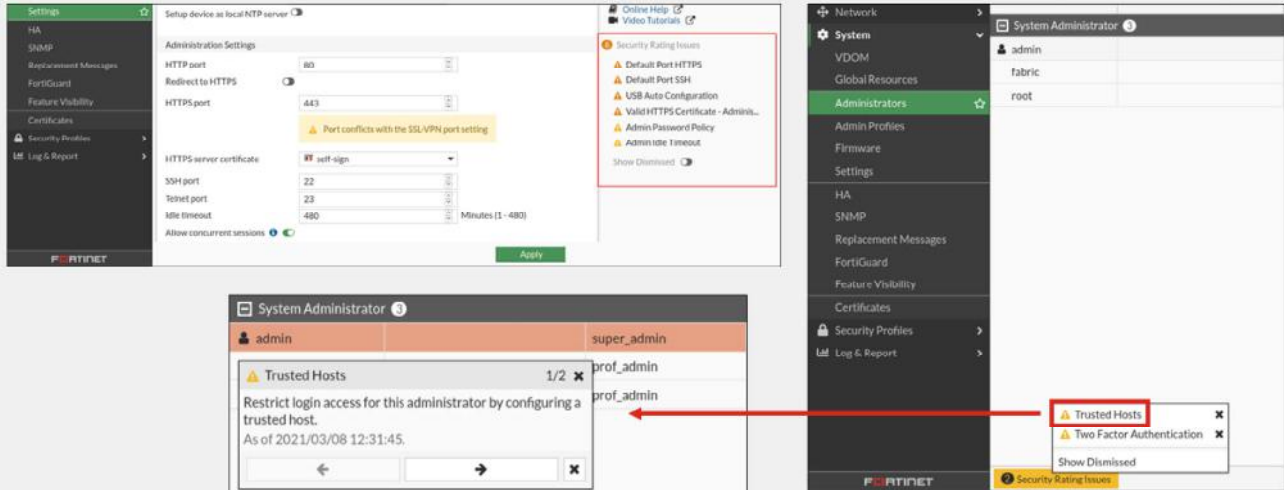 Settings
HA
SNMP
Replacement Messages
FortiGuard
Feature Visibility
Certificates
Security Profiles
Log & Report
FORTINET
Setup device as local NTP server
Administration Settings
HTTP port 80
Redirect to HTTPS
HTTPS port 443
Port conflicts with the SSL-VPN port setting
HTTPS server certificate self-sign
SSH port 22
Telnet port 23
Idle timeout 480 Minutes (1 - 480)
Allow concurrent sessions
Apply
Online Help
Video Tutorials
6 Security Rating Issues
Default Port HTTPS
Default Port SSH
USB Auto Configuration
Valid HTTPS Certificate - Adminis...
Admin Password Policy
Admin Idle Timeout
Show Dismissed
Network
System
VDOM
Global Resources
Administrators
Admin Profiles
Firmware
Settings
HA
SNMP
Replacement Messages
FortiGuard
Feature Visibility
Certificates
Security Profiles
Log & Report
FORTINET
System Administrator 3
admin
fabric
root
Trusted Hosts
Two Factor Authentication
Show Dismissed
2 Security Rating Issues
System Administrator 3
admin super_admin
prof_admin
prof_admin
Trusted Hosts 1/2
Restrict login access for this administrator by configuring a
trusted host.
As of 2021/03/08 12:31:45.